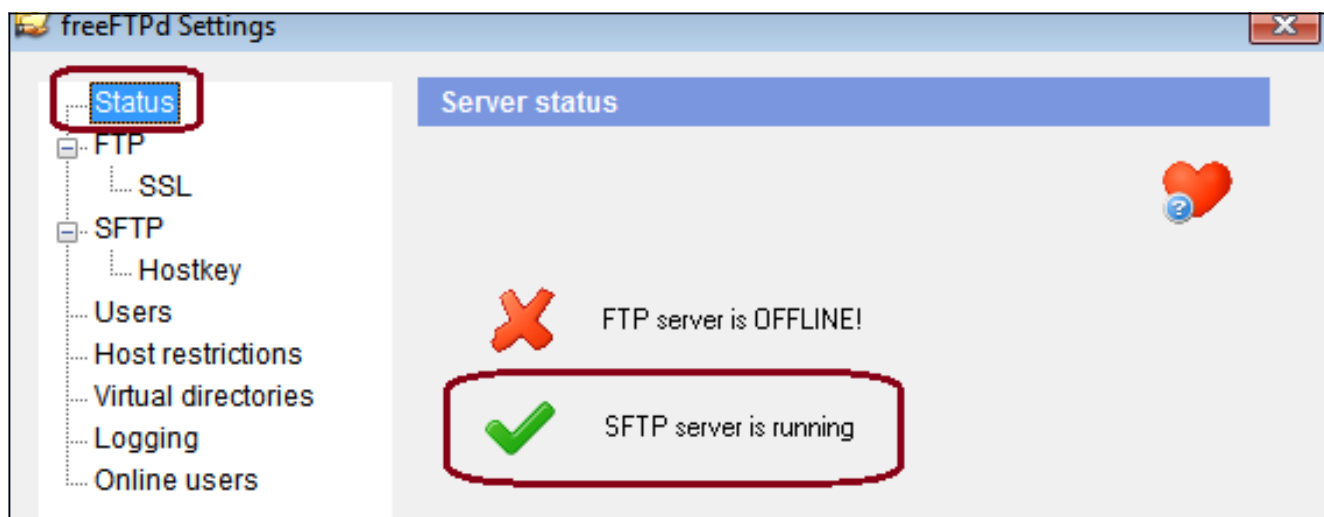 freeFTPd Settings
Status
FTP
SSL
SFTP
Hostkey
Users
Host restrictions
Virtual directories
Logging
Online users
Server status
FTP server is OFFLINE!
SFTP server is running